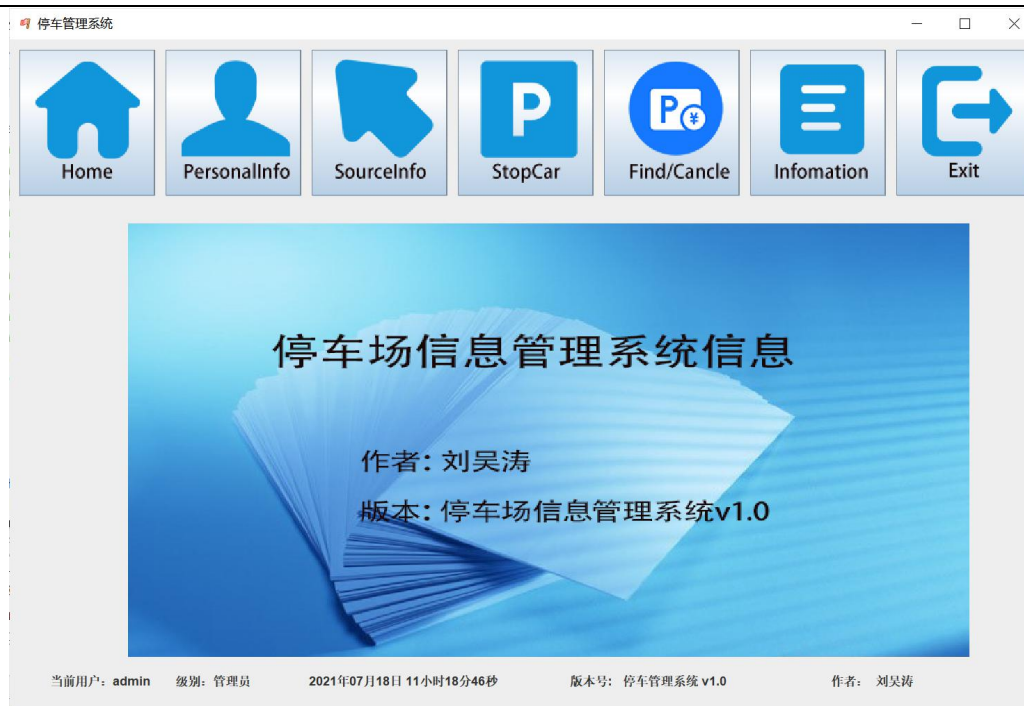 停车管理系统
Home PersonalInfo SourceInfo StopCar Find/Cancle Infomation Exit
停车场信息管理系统信息
作者: 刘吴涛
版本: 停车场信息管理系统v1.0
当前用户: admin 级别: 管理员 2021年07月18日 11小时18分46秒 版本号: 停车管理系统 v1.0 作者: 刘吴涛